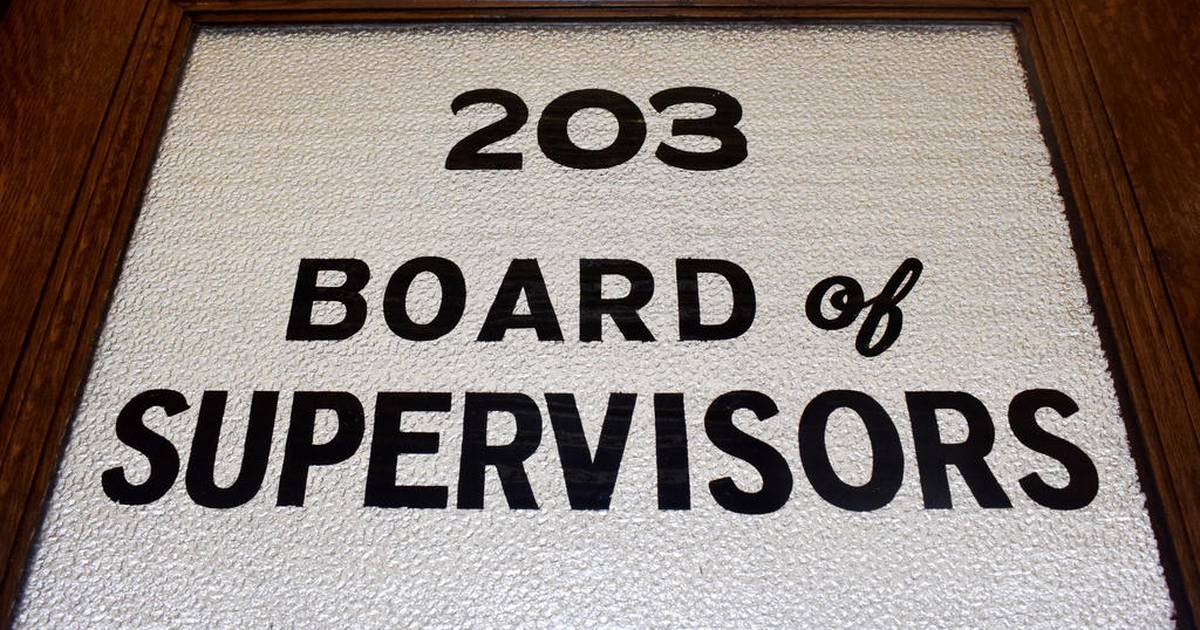 203
BOARD of
SUPERVISORS